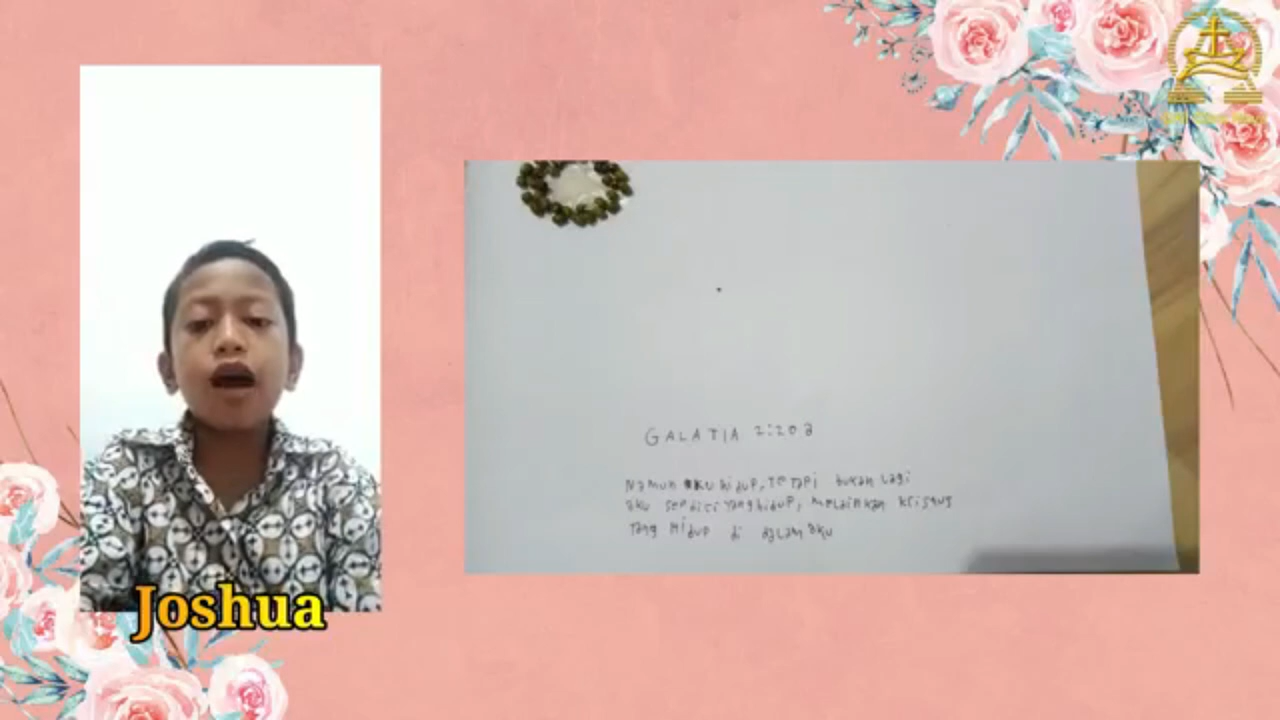 Joshua
GALATIA 2:20a
Namun aku hidup, tetapi bukan lagi
aku sendiri yang hidup, melainkan Kristus
yang Hidup di dalam aku